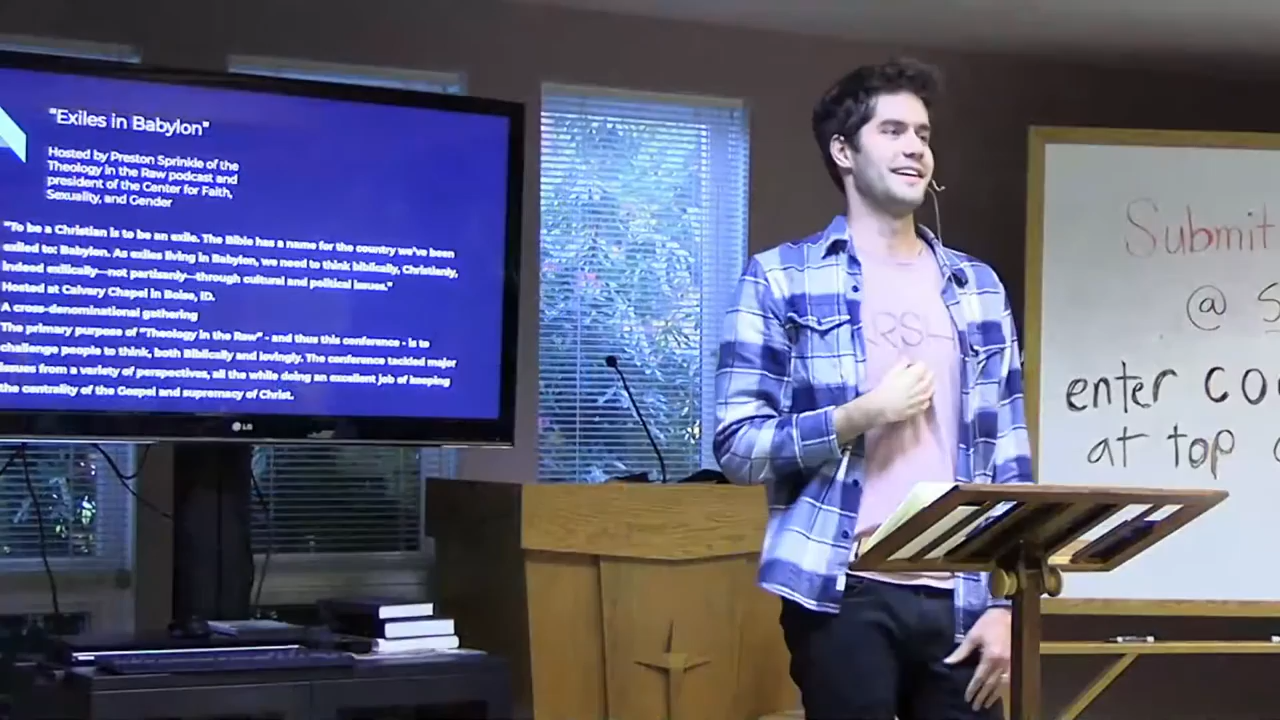 "Exiles in Babylon"
Hosted by Preston Sprinkle of the
Theology in the Raw podcast and
president of the Center for Faith,
Sexuality, and Gender
"To be a Christian is to be an exile. The Bible has a name for the country we've been
exiled to: Babylon. As exiles living in Babylon, we need to think biblically, Christianly,
indeed exilically—not partisanly—through cultural and political issues."
Hosted at Calvary Chapel in Boise, ID.
A cross-denominational gathering
The primary purpose of "Theology in the Raw" - and thus this conference - is to
challenge people to think, both Biblically and lovingly. The conference tackled major
issues from a variety of perspectives, all the while doing an excellent job of keeping
the centrality of the Gospel and supremacy of Christ.
LG
RSH
Submit
@ S
enter co
at top